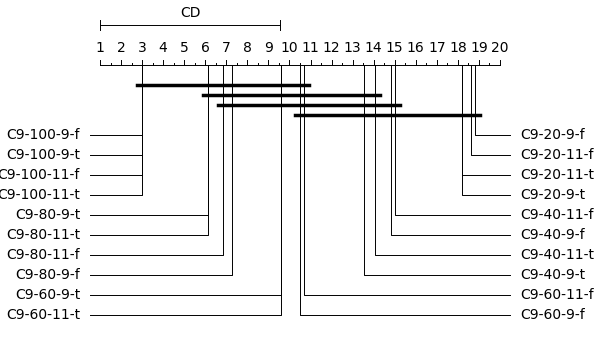 CD
1 2 3 4 5 6 7 8 9 10 11 12 13 14 15 16 17 18 19 20
C9-100-9-f C9-20-9-f
C9-100-9-t C9-20-11-f
C9-100-11-f C9-20-11-t
C9-100-11-t C9-20-9-t
C9-80-9-t C9-40-11-f
C9-80-11-t C9-40-9-f
C9-80-11-f C9-40-11-t
C9-80-9-f C9-40-9-t
C9-60-9-t C9-60-11-f
C9-60-11-t C9-60-9-f